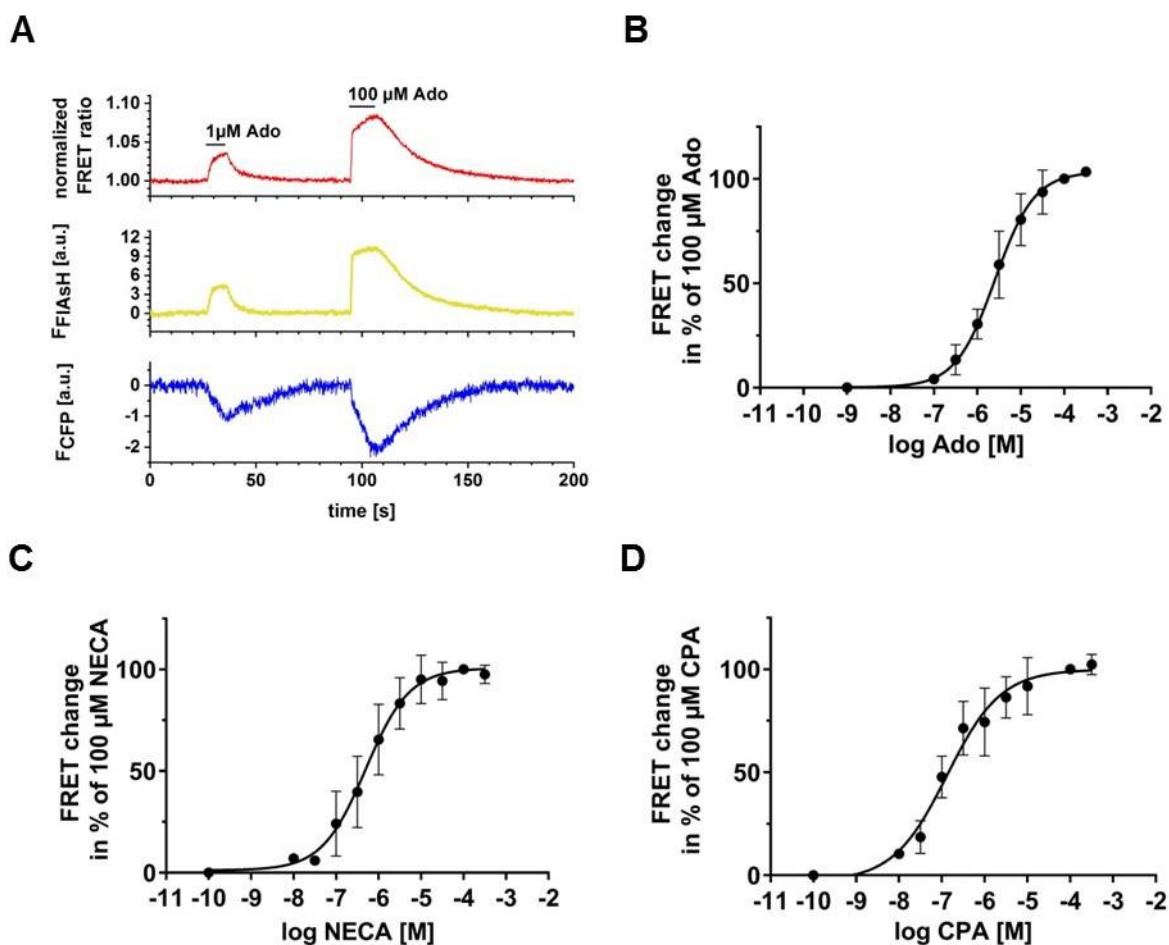 A
normalized
FRET ratio
1.10
1.05
1.00
1µM Ado
100 µM Ado
FFlAsH [a.u.]
12
9
6
3
0
FCFP [a.u.]
0
-1
-2
0 50 100 150 200
time [s]
B
FRET change
in % of 100 µM Ado
100
50
0
-11 -10 -9 -8 -7 -6 -5 -4 -3 -2
log Ado [M]
C
FRET change
in % of 100 µM NECA
100
50
0
-11 -10 -9 -8 -7 -6 -5 -4 -3 -2
log NECA [M]
D
FRET change
in % of 100 µM CPA
100
50
0
-11 -10 -9 -8 -7 -6 -5 -4 -3 -2
log CPA [M]